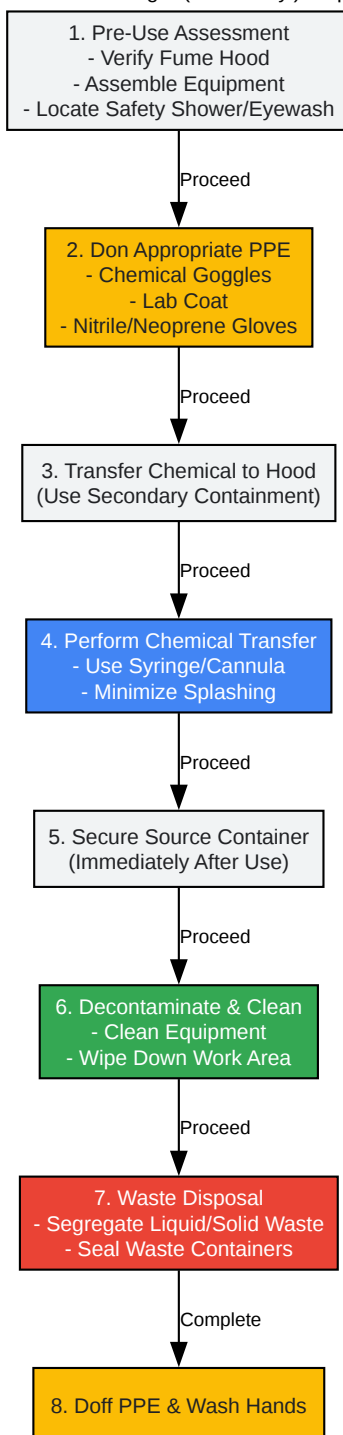 1. Pre-Use Assessment
- Verify Fume Hood
- Assemble Equipment
- Locate Safety Shower/Eyewash
Proceed
2. Don Appropriate PPE
- Chemical Goggles
- Lab Coat
- Nitrile/Neoprene Gloves
Proceed
3. Transfer Chemical to Hood
(Use Secondary Containment)
Proceed
4. Perform Chemical Transfer
- Use Syringe/Cannula
- Minimize Splashing
Proceed
5. Secure Source Container
(Immediately After Use)
Proceed
6. Decontaminate & Clean
- Clean Equipment
- Wipe Down Work Area
Proceed
7. Waste Disposal
- Segregate Liquid/Solid Waste
- Seal Waste Containers
Complete
8. Doff PPE & Wash Hands